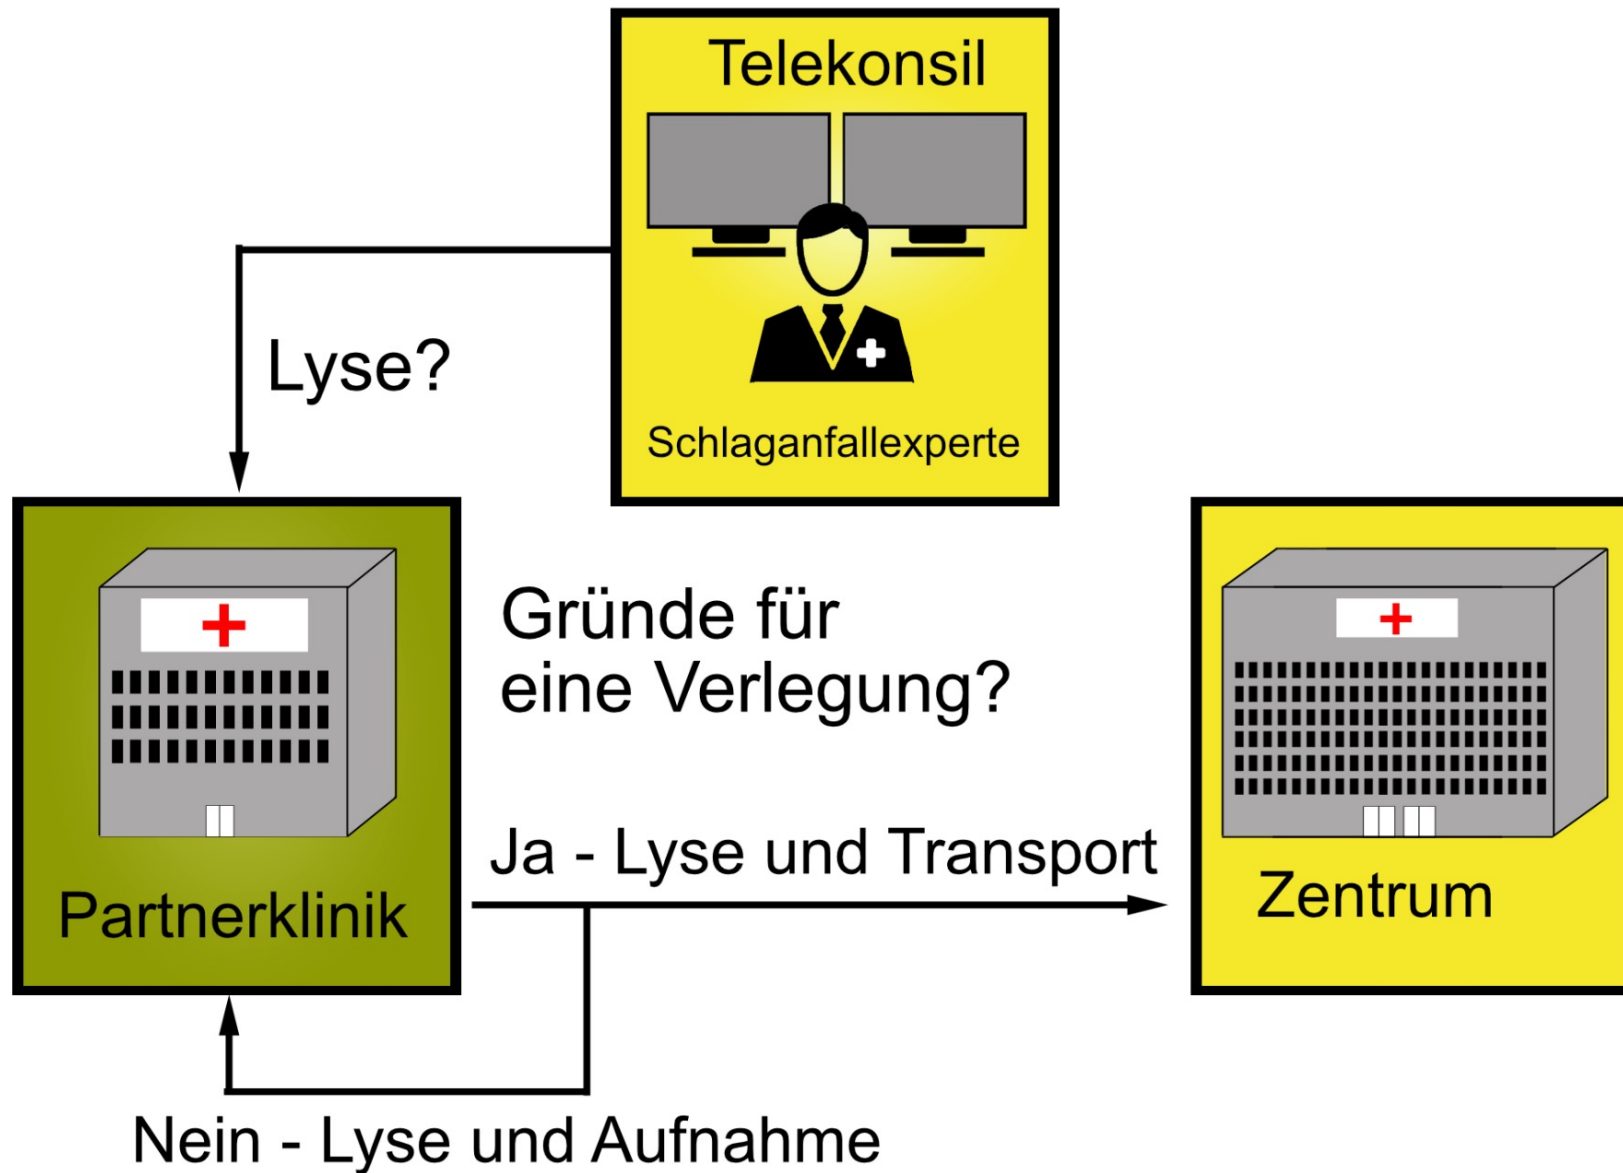 Telekonsil
Schlaganfallexperte
Lyse?
Gründe für
eine Verlegung?
Ja - Lyse und Transport
Partnerklinik
Zentrum
Nein - Lyse und Aufnahme